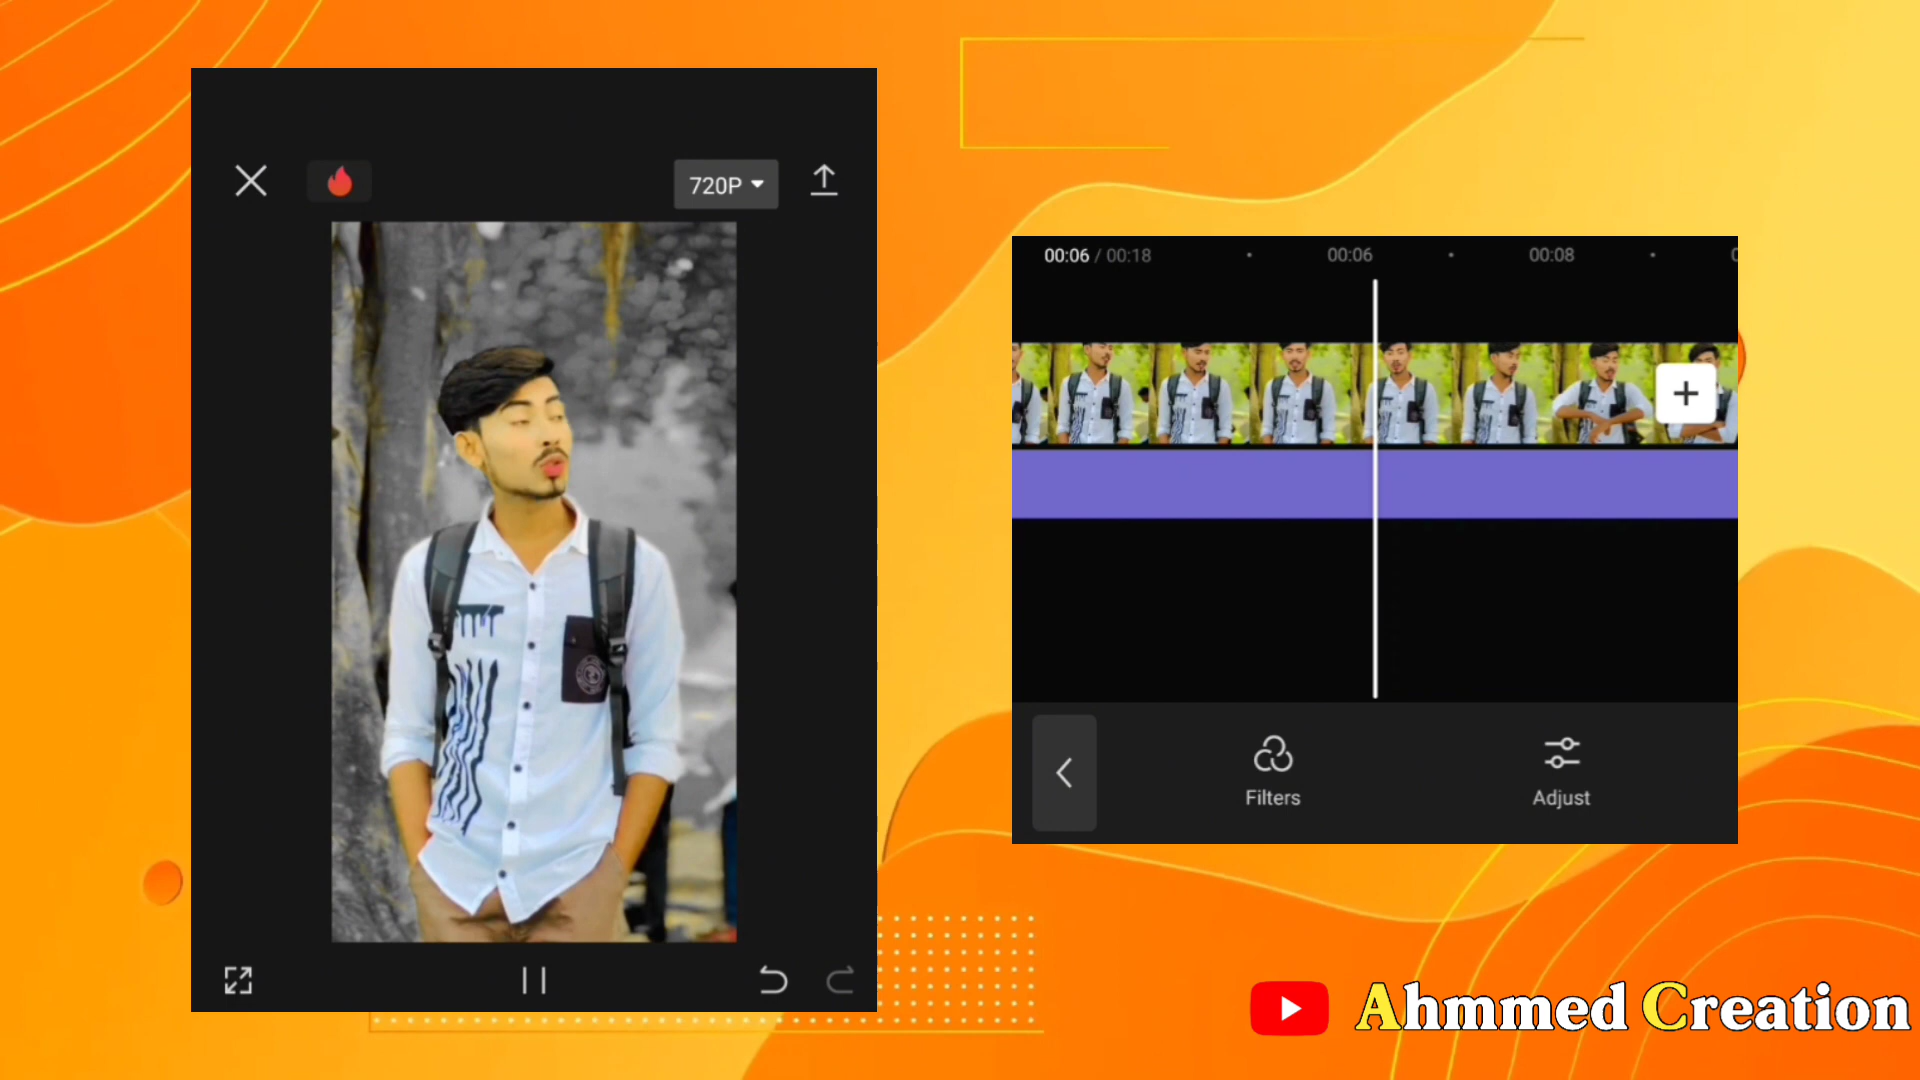 720P
00:06 / 00:18
00:06
00:08
Filters
Adjust
Ahmmed Creation